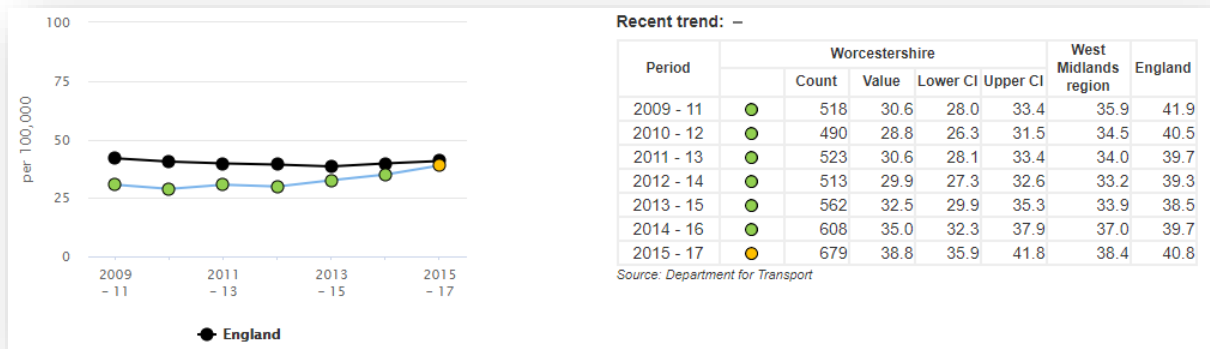 100
75
50
25
0
per 100,000
2009 – 11
2011 – 13
2013 – 15
2015 – 17
England
Recent trend: –
Period Worcestershire West Midlands region England
Count Value Lower CI Upper CI
2009 - 11 518 30.6 28.0 33.4 35.9 41.9
2010 - 12 490 28.8 26.3 31.5 34.5 40.5
2011 - 13 523 30.6 28.1 33.4 34.0 39.7
2012 - 14 513 29.9 27.3 32.6 33.2 39.3
2013 - 15 562 32.5 29.9 35.3 33.9 38.5
2014 - 16 608 35.0 32.3 37.9 37.0 39.7
2015 - 17 679 38.8 35.9 41.8 38.4 40.8
Source: Department for Transport